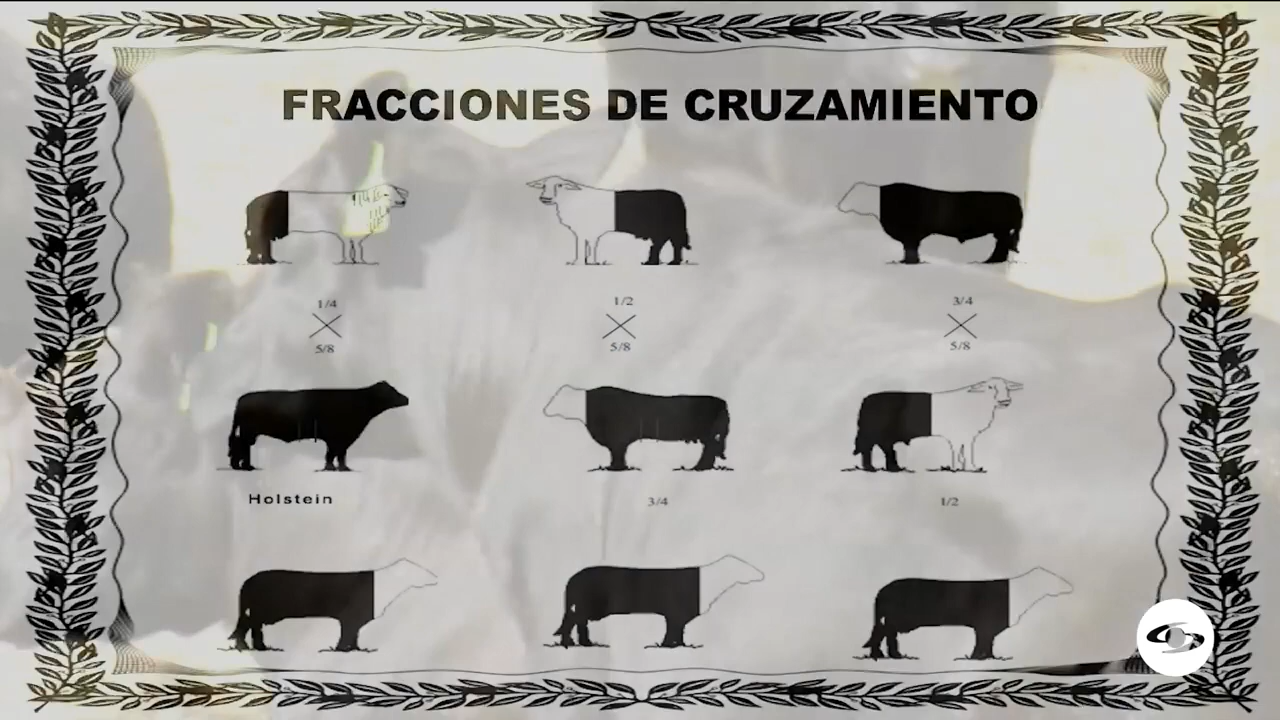 FRACCIONES DE CRUZAMIENTO
1/4 1/2 3/4
5/8 5/8 5/8
Holstein 3/4 1/2